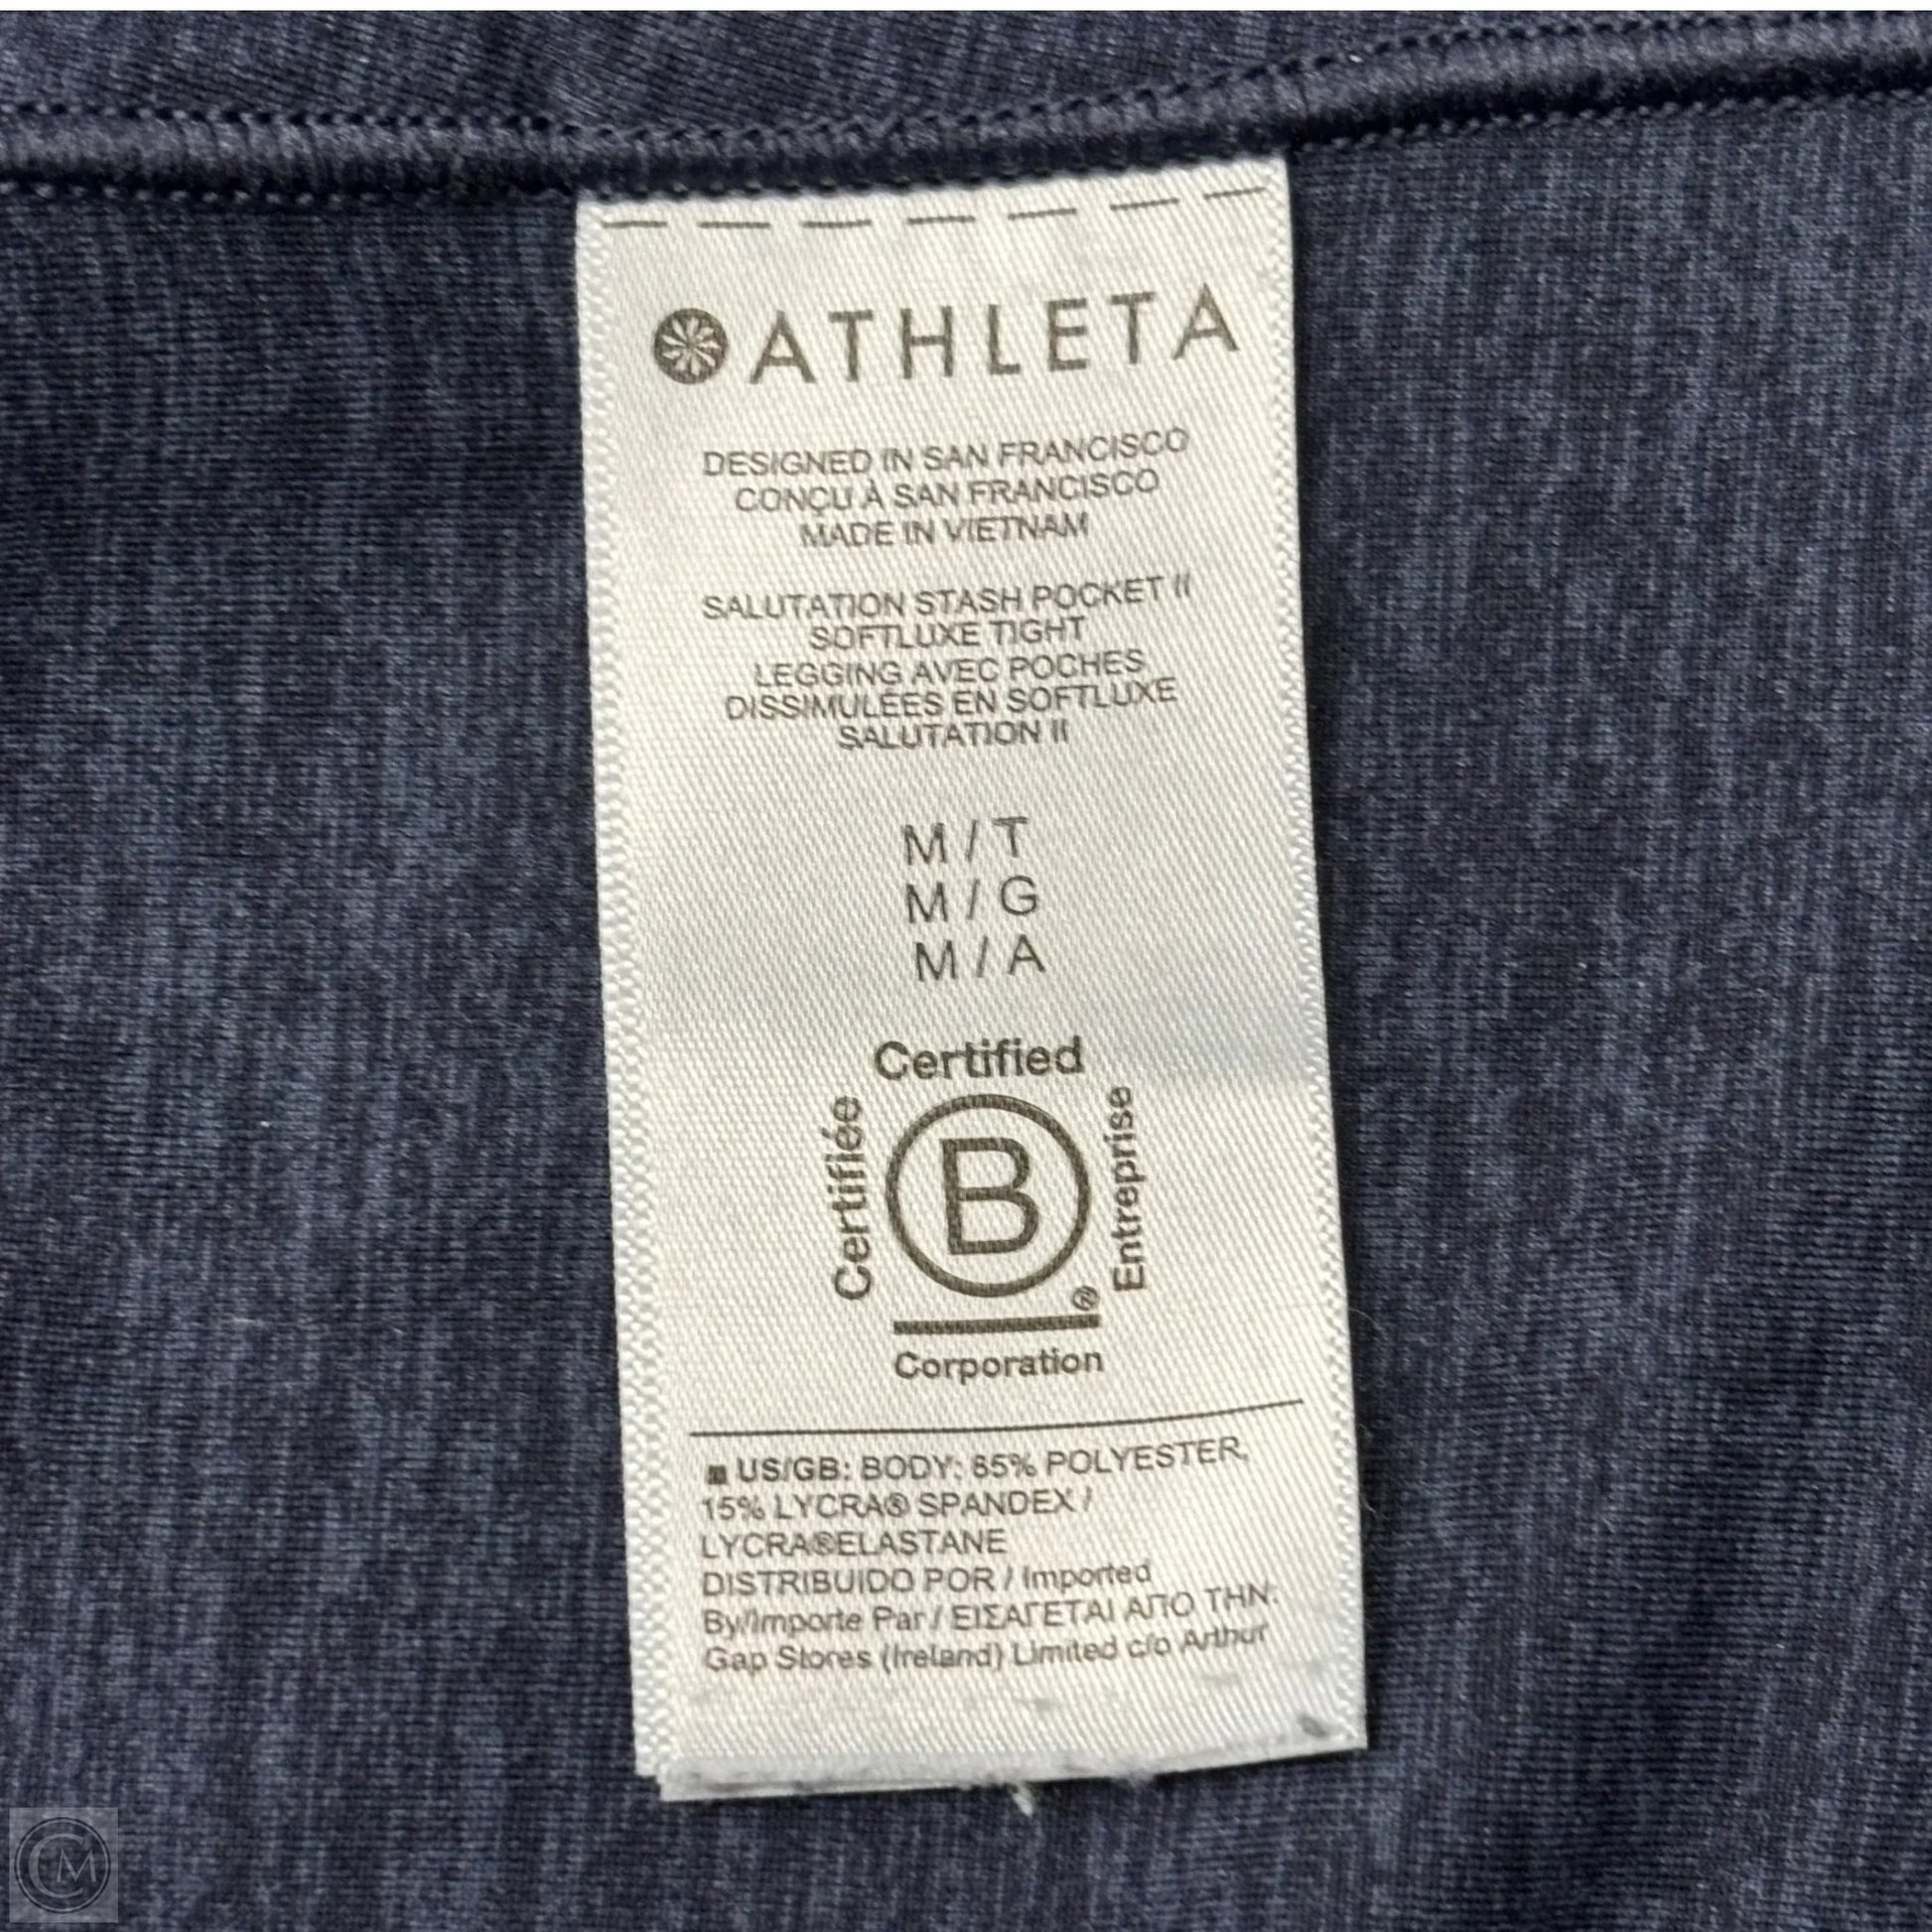 ATHLETA
DESIGNED IN SAN FRANCISCO
CONÇU À SAN FRANCISCO
MADE IN VIETNAM
SALUTATION STASH POCKET II
SOFTLUXE TIGHT
LEGGING AVEC POCHES
DISSIMULÉES EN SOFTLUXE
SALUTATION II
M / T
M / G
M / A
Certified
Certifiée
B
Entreprise
®
Corporation
■ US/GB: BODY: 85% POLYESTER,
15% LYCRA® SPANDEX /
LYCRA®ELASTANE
DISTRIBUIDO POR / Imported
By/Importe Par / ΕΙΣΑΓΕΤΑΙ ΑΠΟ ΤΗΝ:
Gap Stores (Ireland) Limited c/o Arthur
CM